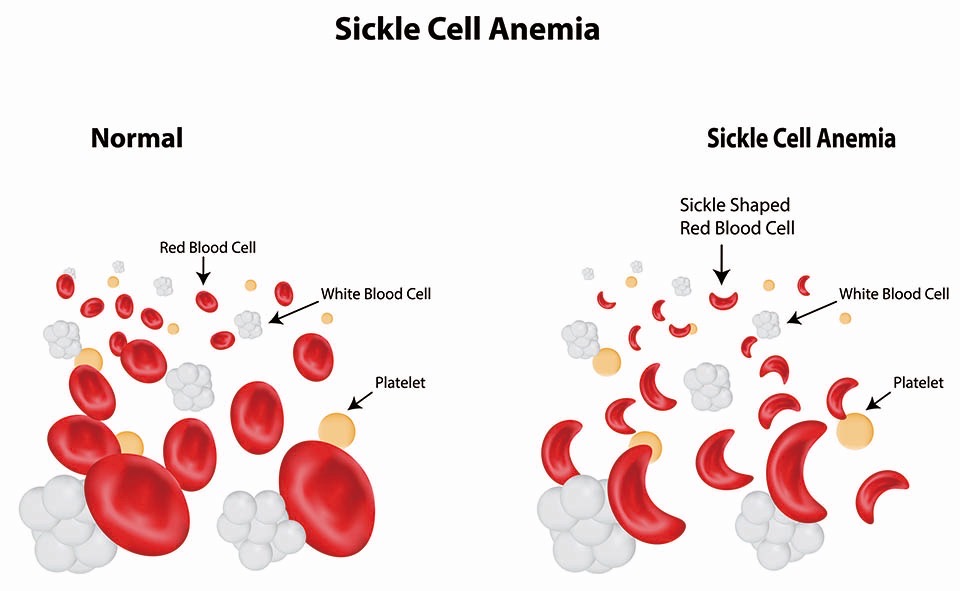 Sickle Cell Anemia
Normal
Red Blood Cell
White Blood Cell
Platelet
Sickle Cell Anemia
Sickle Shaped
Red Blood Cell
White Blood Cell
Platelet